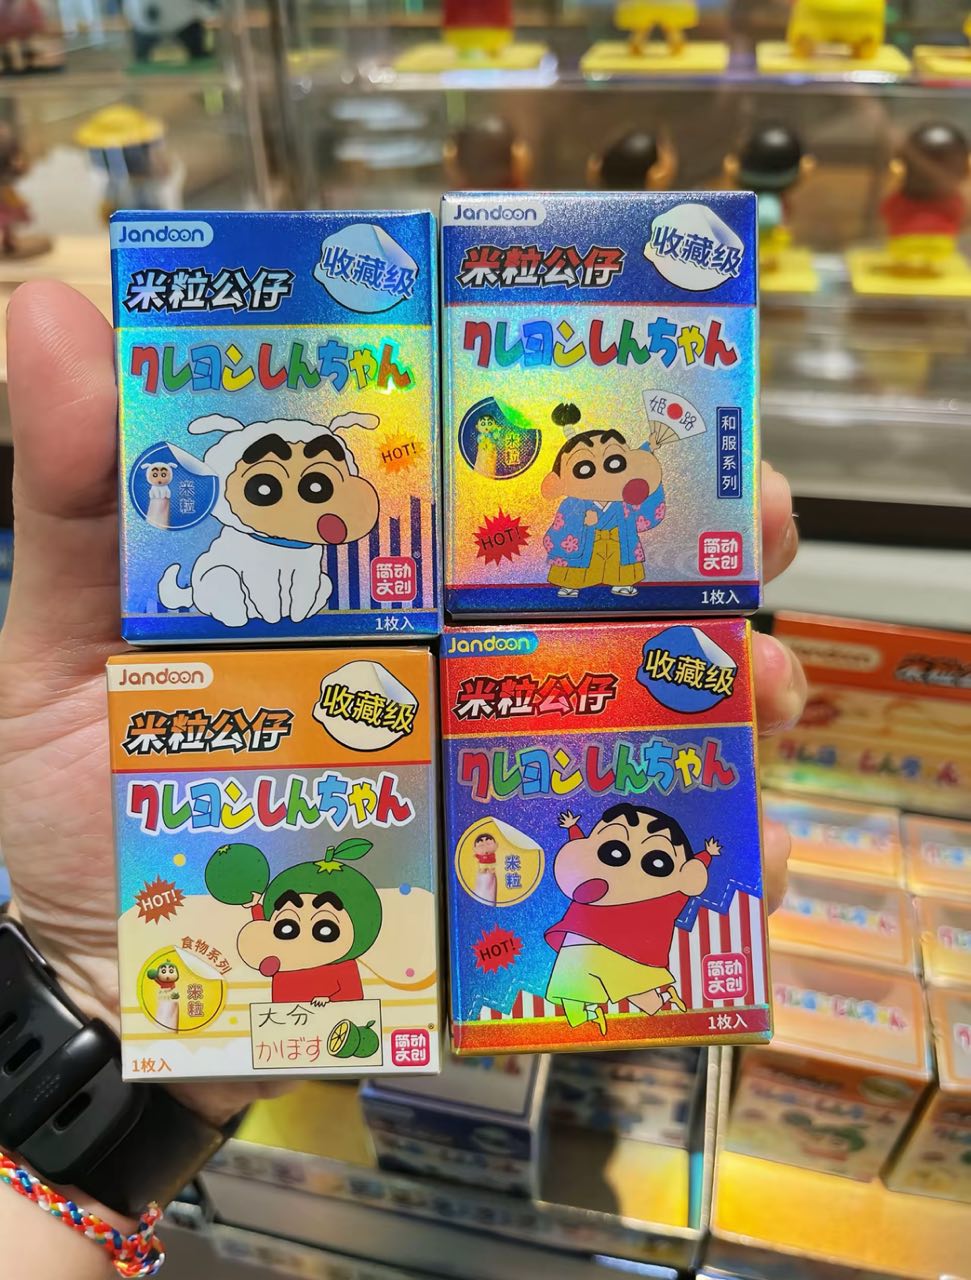 Jandoon
收藏级
米粒公仔
クレヨンしんちゃん
HOT!
米粒
简动
文创
®
1枚入
Jandoon
收藏级
米粒公仔
クレヨンしんちゃん
姫路
米粒
和服系列
HOT!
简动
文创
1枚入
Jandoon
收藏级
米粒公仔
クレヨンしんちゃん
HOT!
食物系列
米粒
大分
かぼす
简动
文创
®
1枚入
Jandoon
收藏级
米粒公仔
クレヨンしんちゃん
米粒
HOT!
简动
文创
®
1枚入
Jandoon